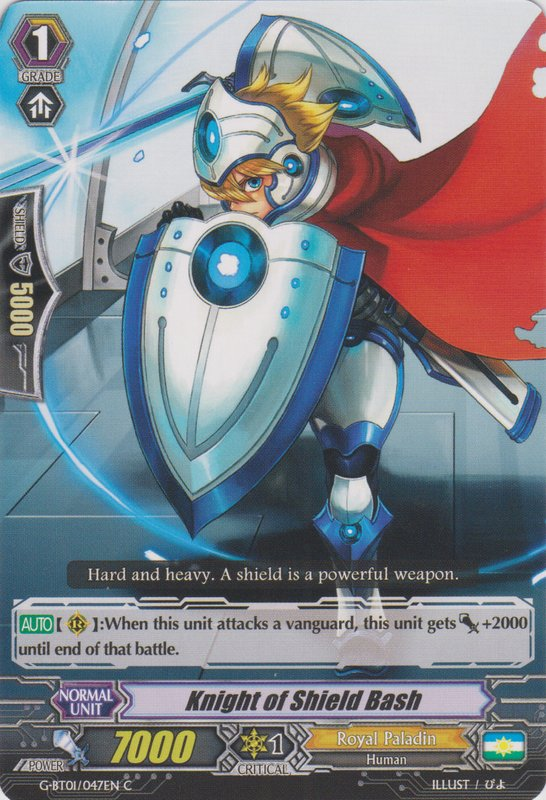 1
GRADE
SHIELD
5000
Hard and heavy. A shield is a powerful weapon.
AUTO【 R 】:When this unit attacks a vanguard, this unit gets +2000
until end of that battle.
NORMAL
UNIT
Knight of Shield Bash
POWER
7000
1
CRITICAL
Royal Paladin
Human
G-BT01/047EN C
ILLUST / ぴよ